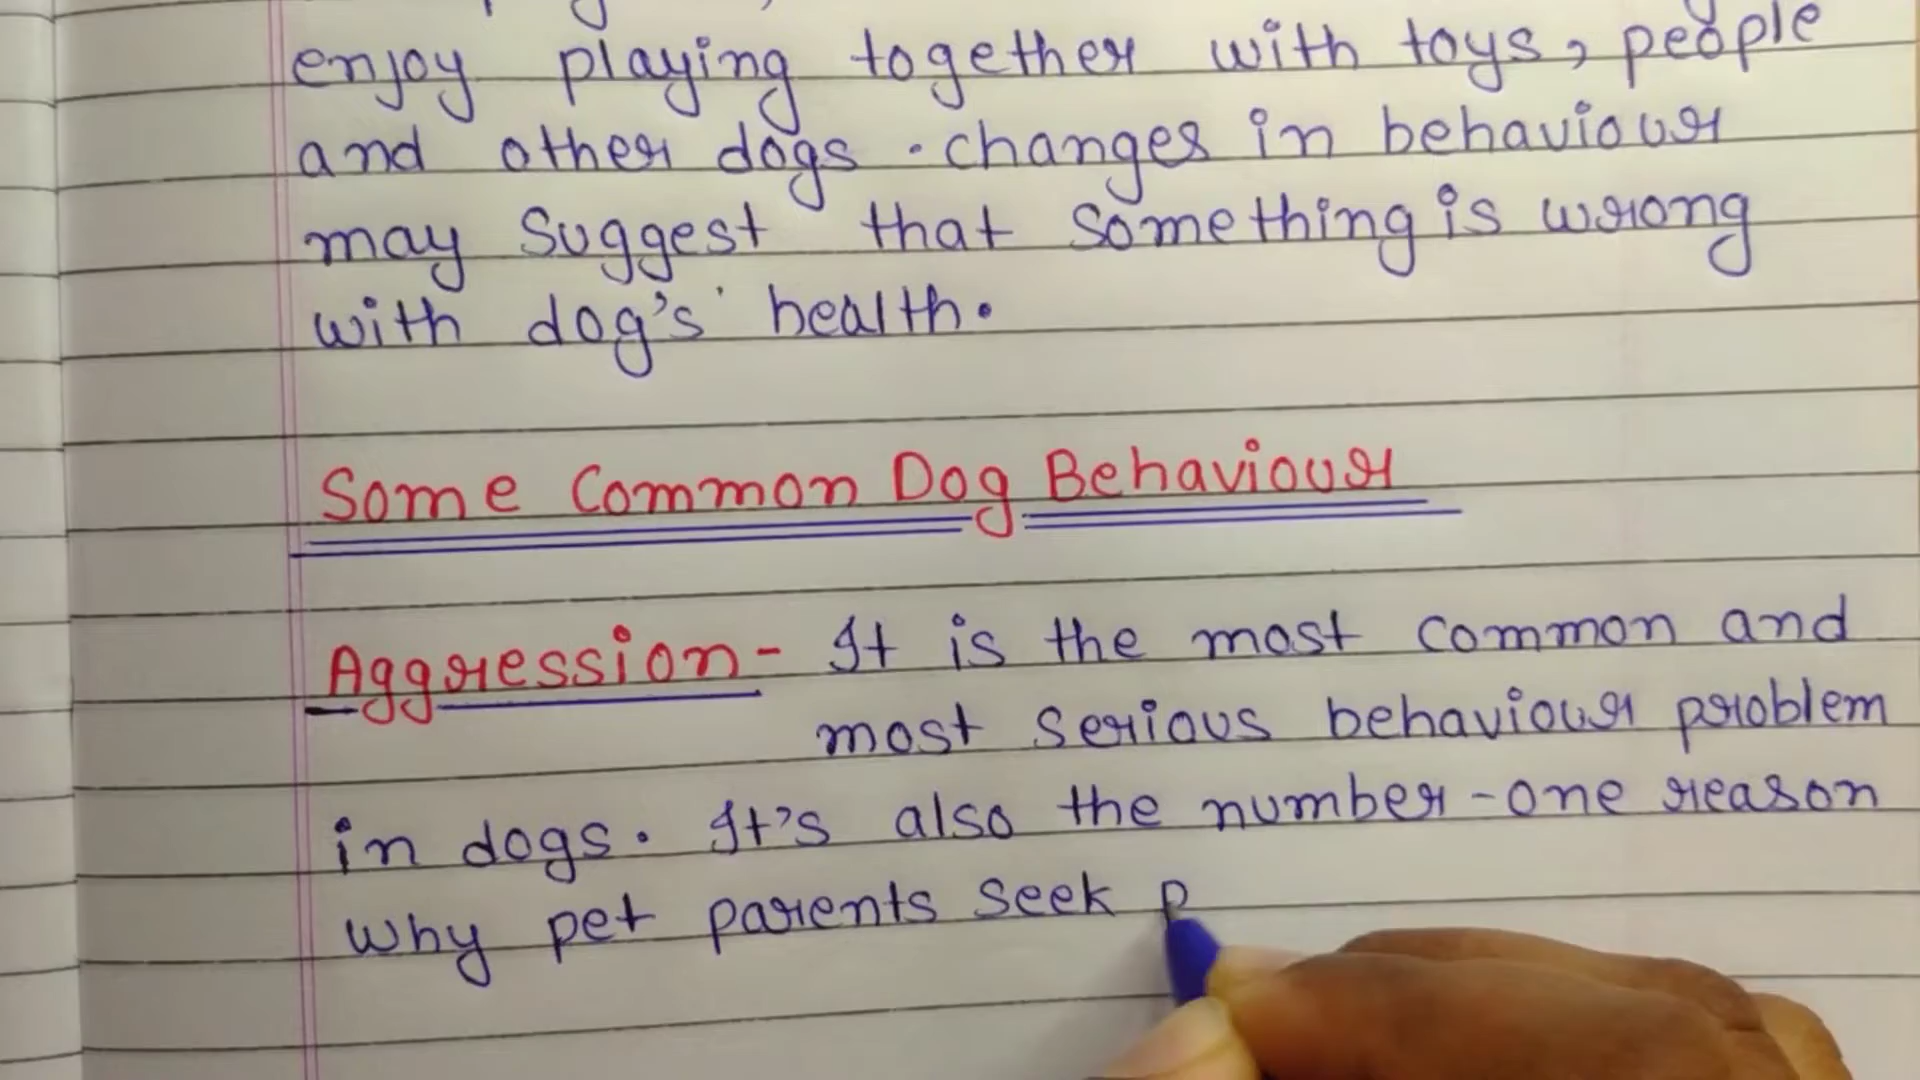 enjoy playing together with toys, people
and other dogs. changes in behaviour
may suggest that something is wrong
with dog's health.
Some Common Dog Behaviour
Aggression- It is the most common and
most serious behaviour problem
in dogs. It's also the number-one reason
why pet parents seek p